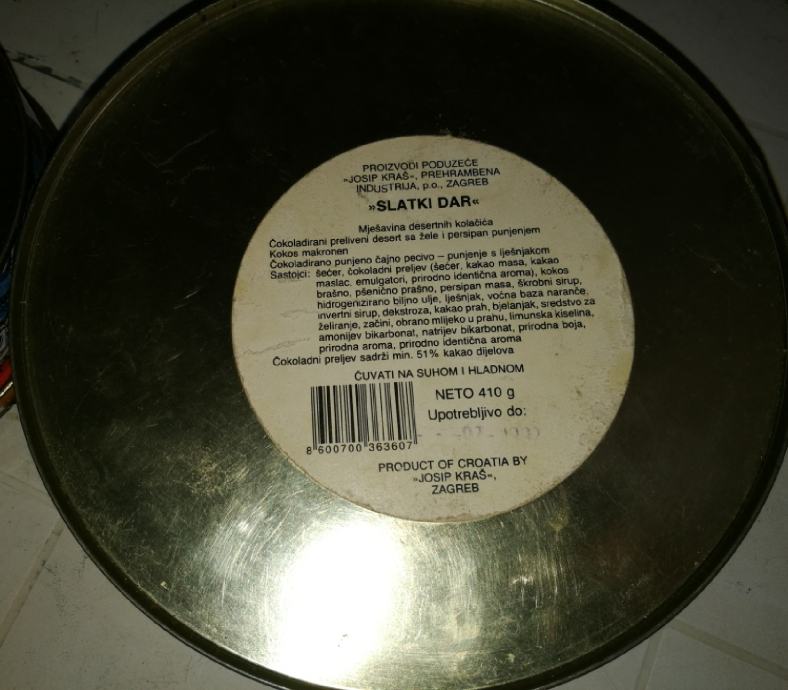 PROIZVODI PODUZEĆE
»JOSIP KRAŠ«, PREHRAMBENA
INDUSTRIJA, p.o., ZAGREB
»SLATKI DAR«
Mješavina desertnih kolačića
Čokoladirani preliveni desert sa žele i persipan punjenjem
Kokos makronen
Čokoladirano punjeno čajno pecivo – punjenje s lješnjakom
Sastojci: šećer, čokoladni preljev (šećer, kakao masa, kakao
maslac, emulgatori, prirodno identična aroma), kokos
brašno, pšenično prašno, persipan masa, škrobni sirup,
hidrogenizirano biljno ulje, lješnjak, voćna baza naranče,
invertni sirup, dekstroza, kakao prah, bjelanjak, sredstvo za
želiranje, začini, obrano mlijeko u prahu, limunska kiselina,
amonijev bikarbonat, natrijev bikarbonat, prirodna boja,
prirodna aroma, prirodno identična aroma
Čokoladni preljev sadrži min. 51% kakao dijelova
ČUVATI NA SUHOM I HLADNOM
NETO 410 g
Upotrebljivo do:
8 600700 363607
PRODUCT OF CROATIA BY
»JOSIP KRAŠ«,
ZAGREB